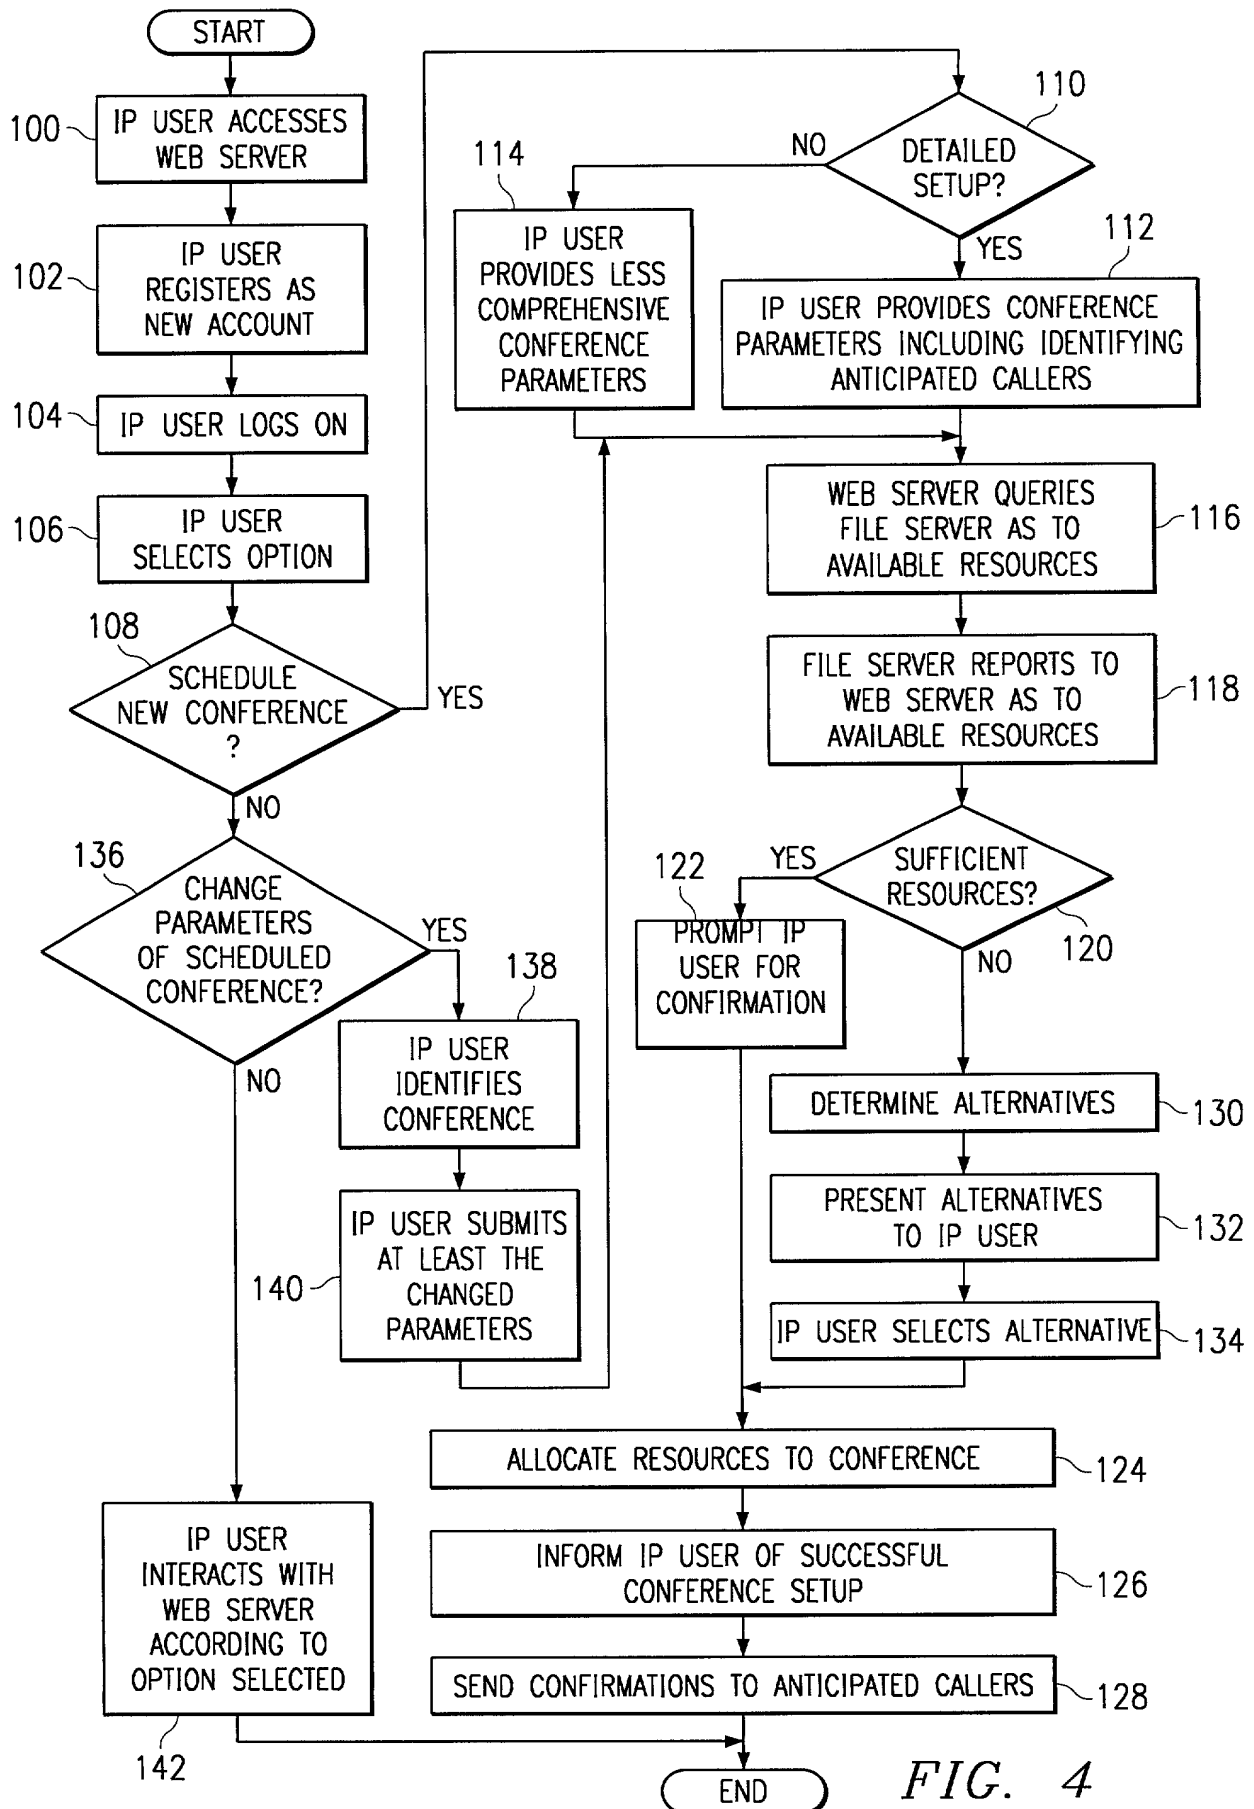 START
100
IP USER ACCESSES
WEB SERVER
102
IP USER
REGISTERS AS
NEW ACCOUNT
104
IP USER LOGS ON
106
IP USER
SELECTS OPTION
108
SCHEDULE
NEW CONFERENCE
?
YES
NO
110
DETAILED
SETUP?
NO
YES
114
IP USER
PROVIDES LESS
COMPREHENSIVE
CONFERENCE
PARAMETERS
112
IP USER PROVIDES CONFERENCE
PARAMETERS INCLUDING IDENTIFYING
ANTICIPATED CALLERS
WEB SERVER QUERIES
FILE SERVER AS TO
AVAILABLE RESOURCES
116
FILE SERVER REPORTS TO
WEB SERVER AS TO
AVAILABLE RESOURCES
118
SUFFICIENT
RESOURCES?
120
YES
NO
122
PROMPT IP
USER FOR
CONFIRMATION
DETERMINE ALTERNATIVES
130
PRESENT ALTERNATIVES
TO IP USER
132
IP USER SELECTS ALTERNATIVE
134
136
CHANGE
PARAMETERS
OF SCHEDULED
CONFERENCE?
YES
NO
138
IP USER
IDENTIFIES
CONFERENCE
140
IP USER SUBMITS
AT LEAST THE
CHANGED
PARAMETERS
ALLOCATE RESOURCES TO CONFERENCE
124
INFORM IP USER OF SUCCESSFUL
CONFERENCE SETUP
126
SEND CONFIRMATIONS TO ANTICIPATED CALLERS
128
IP USER
INTERACTS WITH
WEB SERVER
ACCORDING TO
OPTION SELECTED
142
END
FIG. 4